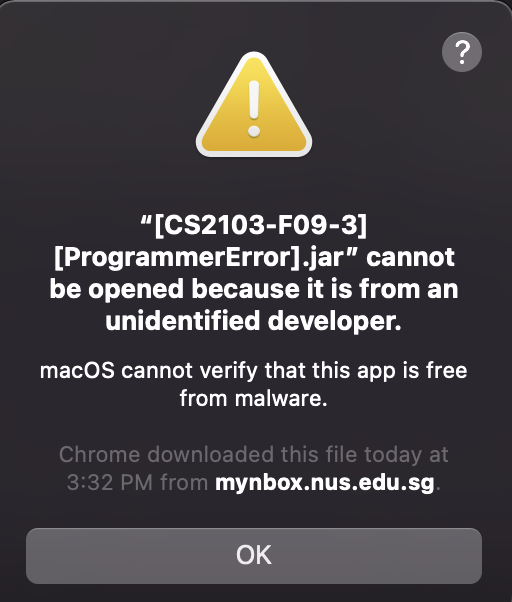 ?
“[CS2103-F09-3]
[ProgrammerError].jar” cannot
be opened because it is from an
unidentified developer.
macOS cannot verify that this app is free
from malware.
Chrome downloaded this file today at
3:32 PM from mynbox.nus.edu.sg.
OK